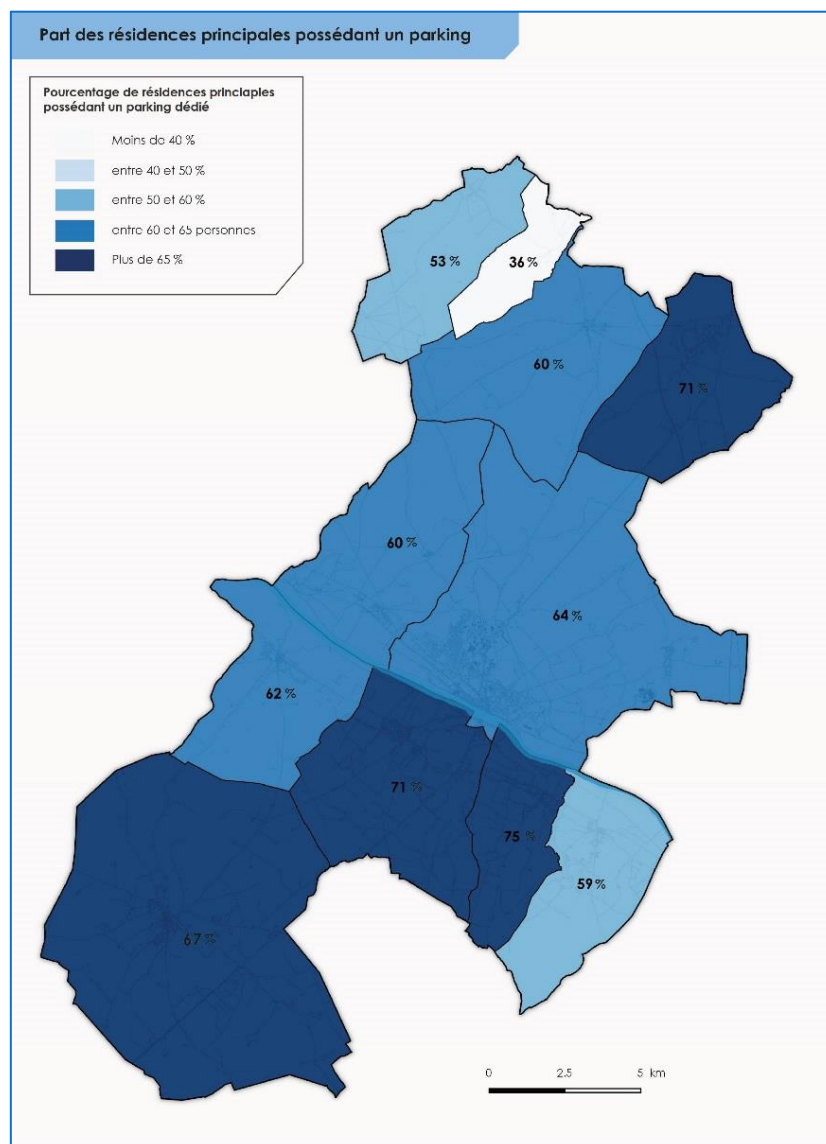 Part des résidences principales possédant un parking
Pourcentage de résidences princiaples
possédant un parking dédié
Moins de 40 %
entre 40 et 50 %
entre 50 et 60 %
entre 60 et 65 personnes
Plus de 65 %
53 %
36 %
60 %
71 %
60 %
64 %
62 %
71 %
75 %
59 %
67 %
0 2.5 5 km